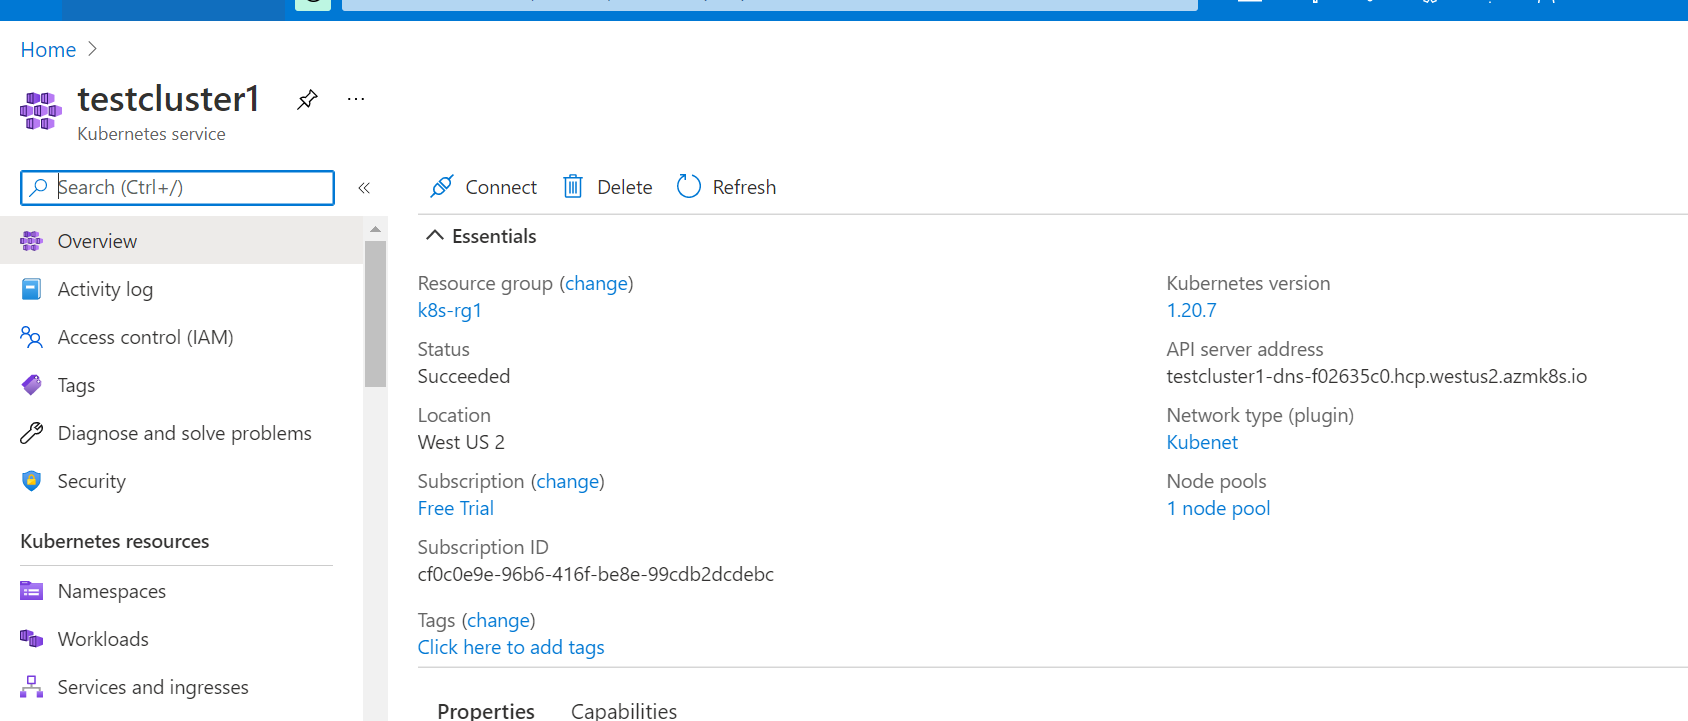 Home
testcluster1
Kubernetes service
Search (Ctrl+/)
Connect
Delete
Refresh
Overview
Activity log
Access control (IAM)
Tags
Diagnose and solve problems
Security
Kubernetes resources
Namespaces
Workloads
Services and ingresses
Essentials
Resource group (change)
k8s-rg1
Status
Succeeded
Location
West US 2
Subscription (change)
Free Trial
Subscription ID
cf0c0e9e-96b6-416f-be8e-99cdb2dcdebc
Tags (change)
Click here to add tags
Kubernetes version
1.20.7
API server address
testcluster1-dns-f02635c0.hcp.westus2.azmk8s.io
Network type (plugin)
Kubenet
Node pools
1 node pool
Properties
Capabilities